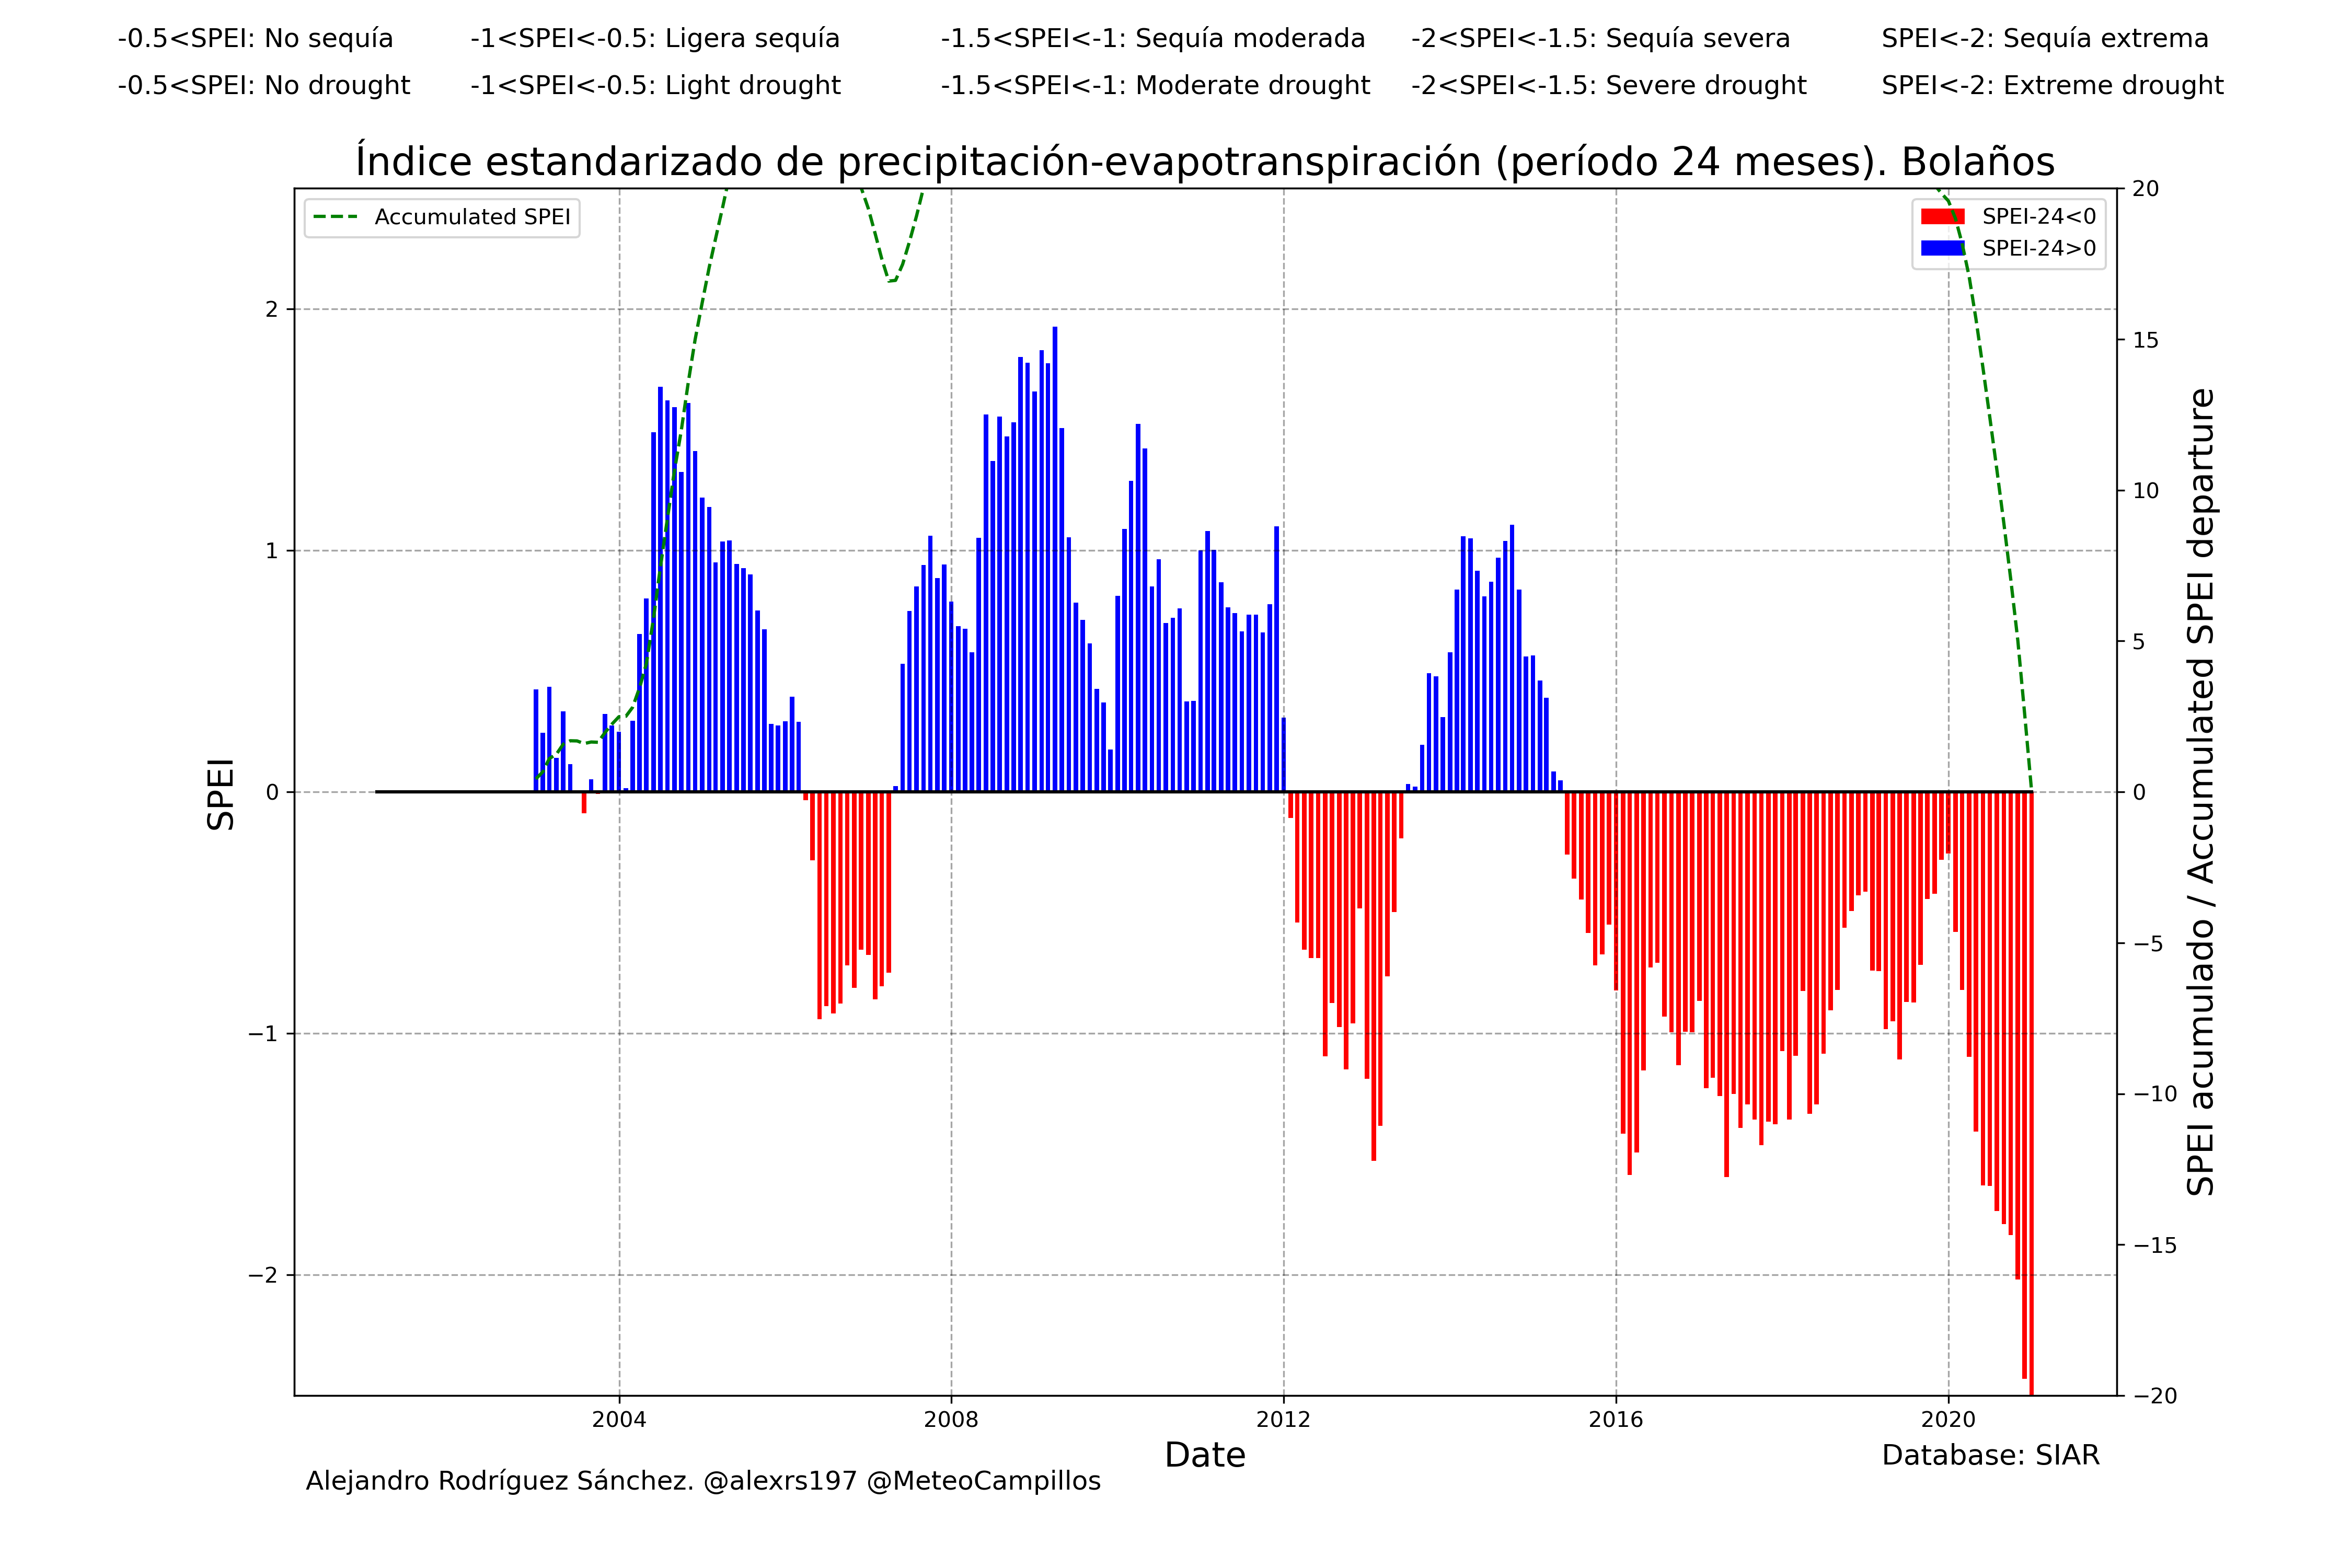 -0.5<SPEI: No sequía
-1<SPEI<-0.5: Ligera sequía
-1.5<SPEI<-1: Sequía moderada
-2<SPEI<-1.5: Sequía severa
SPEI<-2: Sequía extrema
-0.5<SPEI: No drought
-1<SPEI<-0.5: Light drought
-1.5<SPEI<-1: Moderate drought
-2<SPEI<-1.5: Severe drought
SPEI<-2: Extreme drought
Índice estandarizado de precipitación-evapotranspiración (período 24 meses). Bolaños
Accumulated SPEI
SPEI-24<0
SPEI-24>0
SPEI
2
1
0
−1
−2
20
15
10
5
0
−5
−10
−15
−20
SPEI acumulado / Accumulated SPEI departure
2004
2008
2012
2016
2020
Date
Database: SIAR
Alejandro Rodríguez Sánchez. @alexrs197 @MeteoCampillos